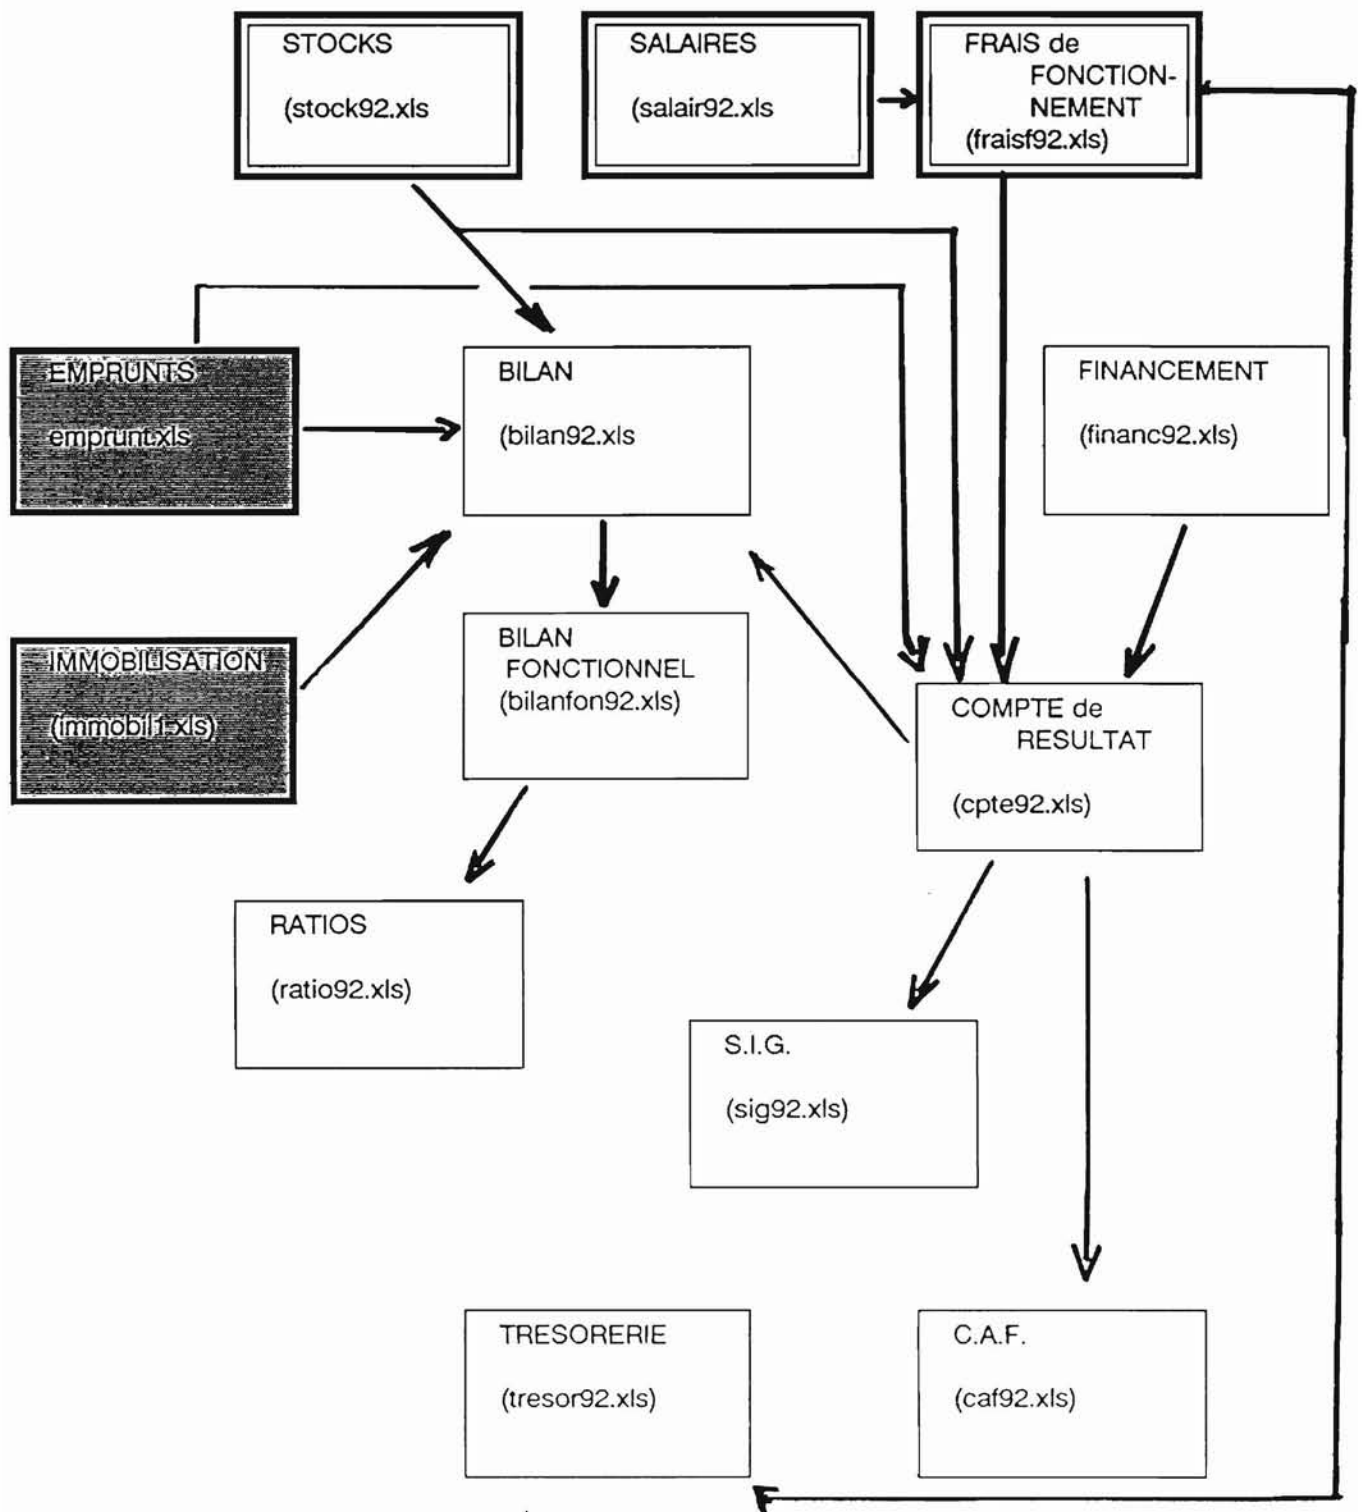 STOCKS
(stock92.xls
SALAIRES
(salair92.xls
FRAIS de
FONCTION-
NEMENT
(fraisf92.xls)
EMPRUNTS
emprunt.xls
BILAN
(bilan92.xls
FINANCEMENT
(financ92.xls)
IMMOBILISATION
(immobil1.xls)
BILAN
FONCTIONNEL
(bilanfon92.xls)
COMPTE de
RESULTAT
(cpte92.xls)
RATIOS
(ratio92.xls)
S.I.G.
(sig92.xls)
TRESORERIE
(tresor92.xls)
C.A.F.
(caf92.xls)